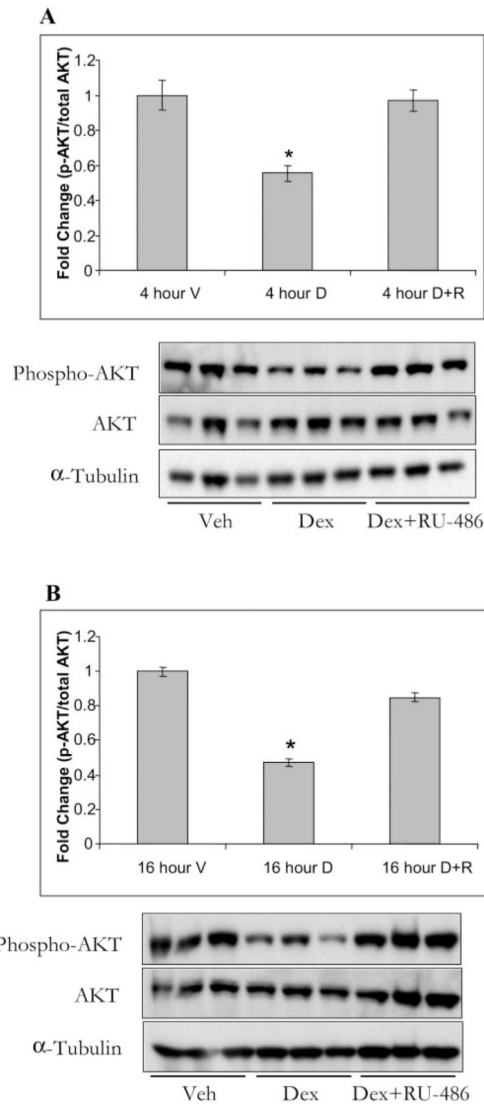 A
Fold Change (p-AKT/total AKT)
1.2
1
0.8
0.6
0.4
0.2
0
*
4 hour V
4 hour D
4 hour D+R
Phospho-AKT
AKT
α-Tubulin
Veh
Dex
Dex+RU-486
B
Fold Change (p-AKT/total AKT)
1.2
1
0.8
0.6
0.4
0.2
0
*
16 hour V
16 hour D
16 hour D+R
Phospho-AKT
AKT
α-Tubulin
Veh
Dex
Dex+RU-486